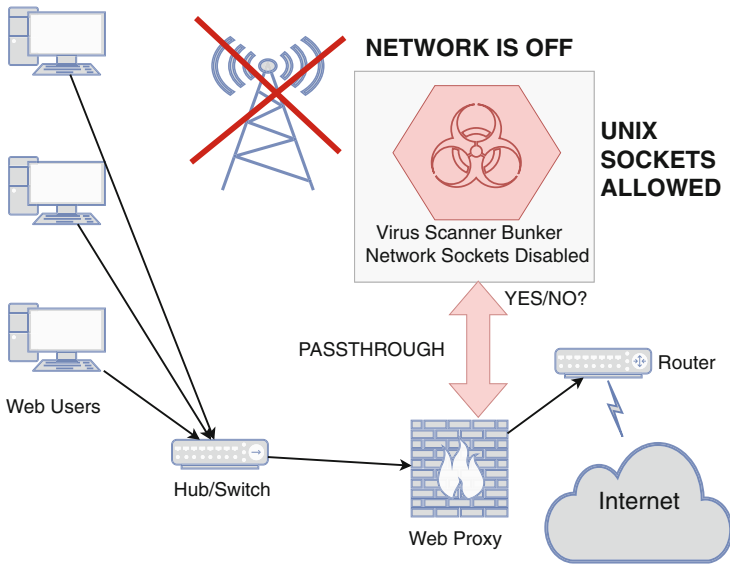 NETWORK IS OFF
UNIX
SOCKETS
ALLOWED
Virus Scanner Bunker
Network Sockets Disabled
YES/NO?
PASSTHROUGH
Router
Web Users
Hub/Switch
Internet
Web Proxy